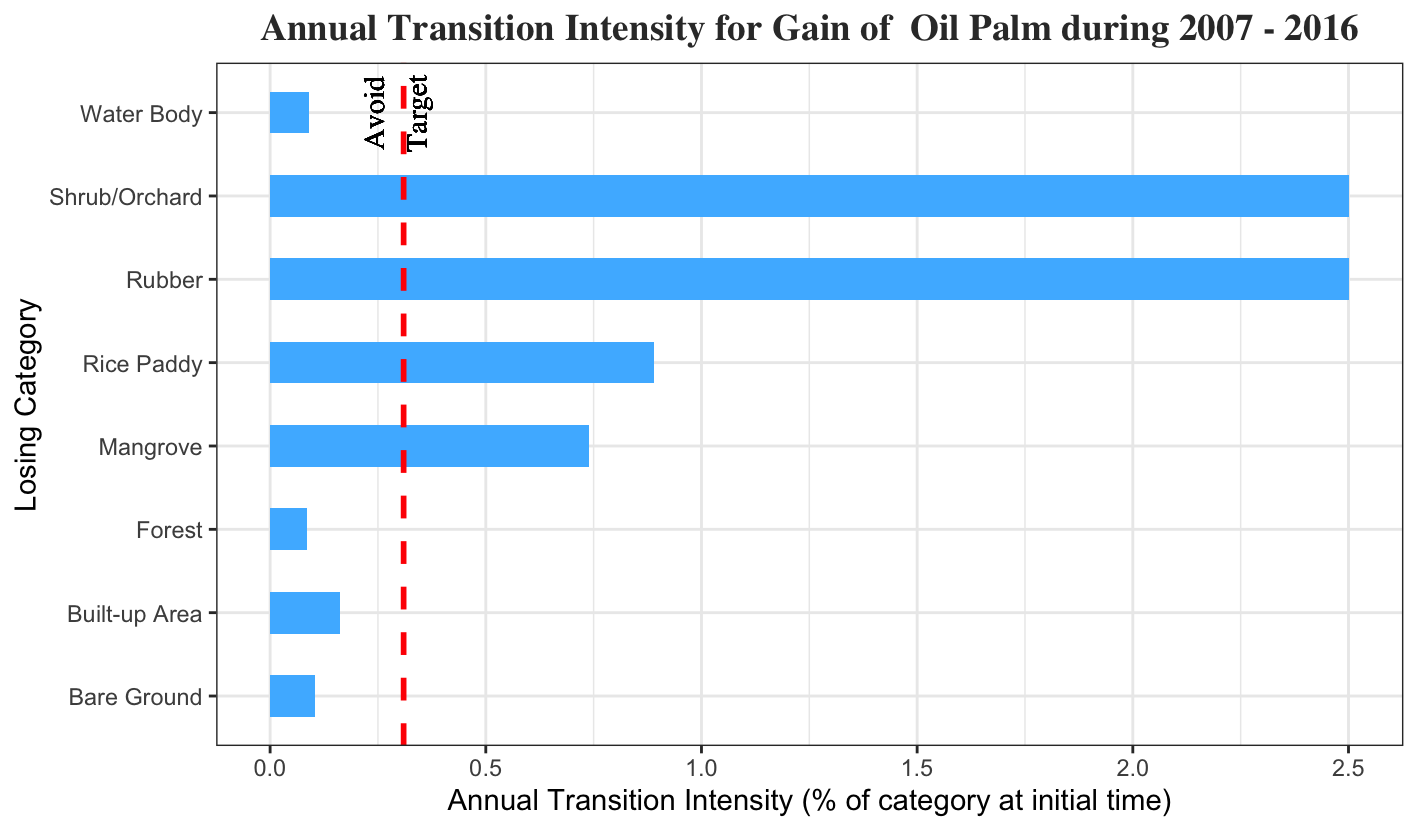 Annual Transition Intensity for Gain of  Oil Palm during 2007 - 2016
Avoid
Target
Water Body
Shrub/Orchard
Rubber
Rice Paddy
Mangrove
Forest
Built-up Area
Bare Ground
Losing Category
0.0 0.5 1.0 1.5 2.0 2.5
Annual Transition Intensity (% of category at initial time)